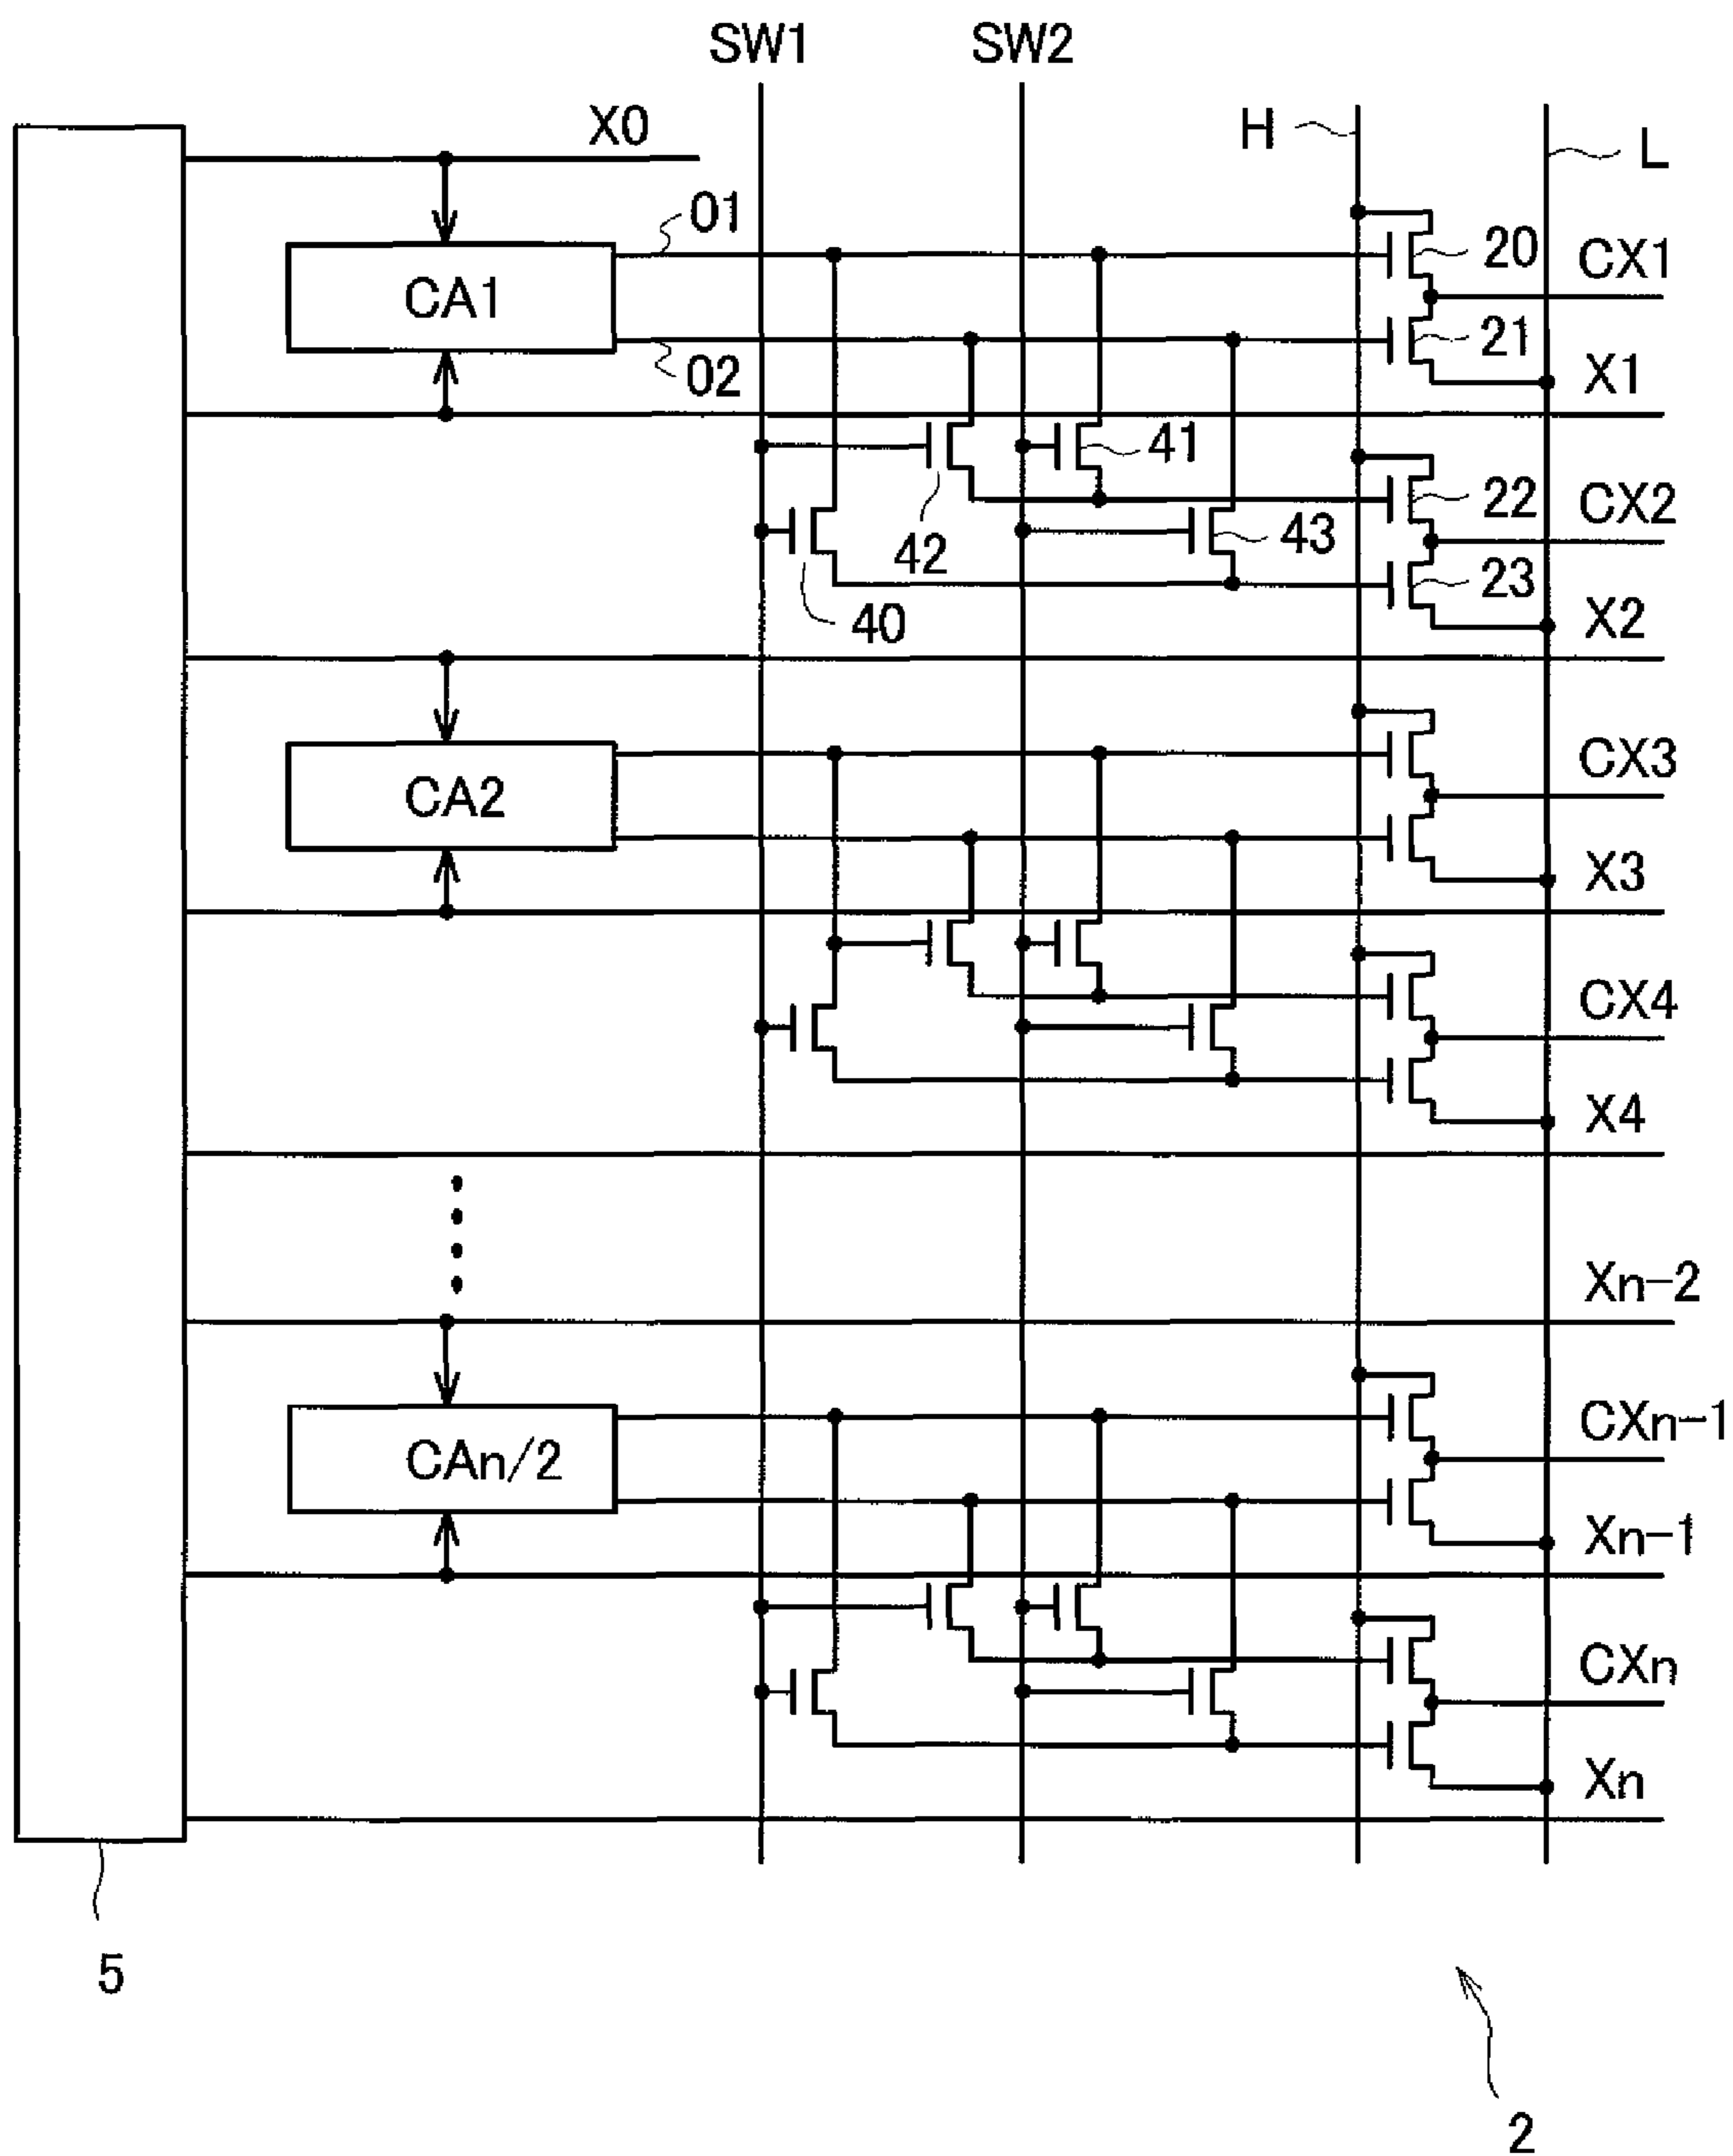 SW1 SW2
X0 H L
01
CA1 20 CX1
02 21 X1
41
42 43 22 CX2
40 23 X2
CA2 CX3
X3
CX4
X4
Xn-2
CAn/2 CXn-1
Xn-1
CXn
Xn
5
2